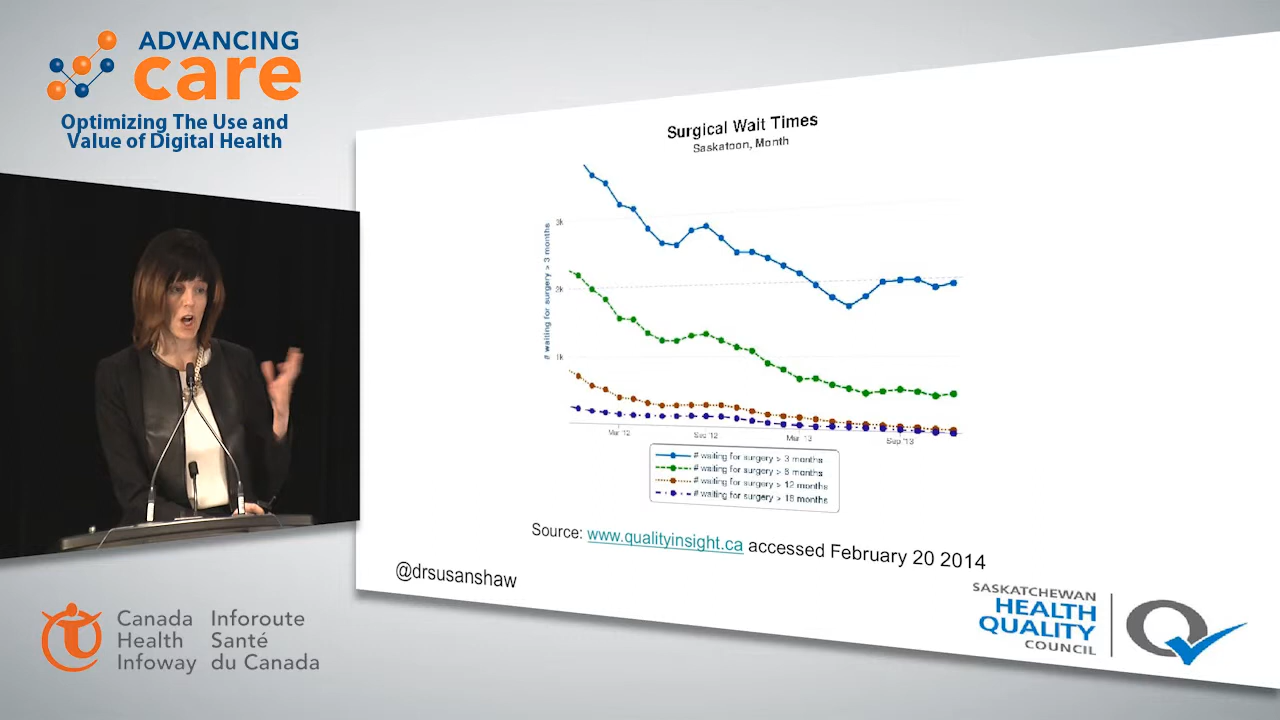 ADVANCING
care
Optimizing The Use and
Value of Digital Health
Surgical Wait Times
Saskatoon, Month
# waiting for surgery > 3 months
3k
2k
1k
Mar '12
Sep '12
Mar '13
Sep '13
# waiting for surgery > 3 months
# waiting for surgery > 6 months
# waiting for surgery > 12 months
# waiting for surgery > 18 months
Source: www.qualityinsight.ca accessed February 20 2014
@drsusanshaw
SASKATCHEWAN
HEALTH
QUALITY
COUNCIL
Canada Inforoute
Health Santé
Infoway du Canada